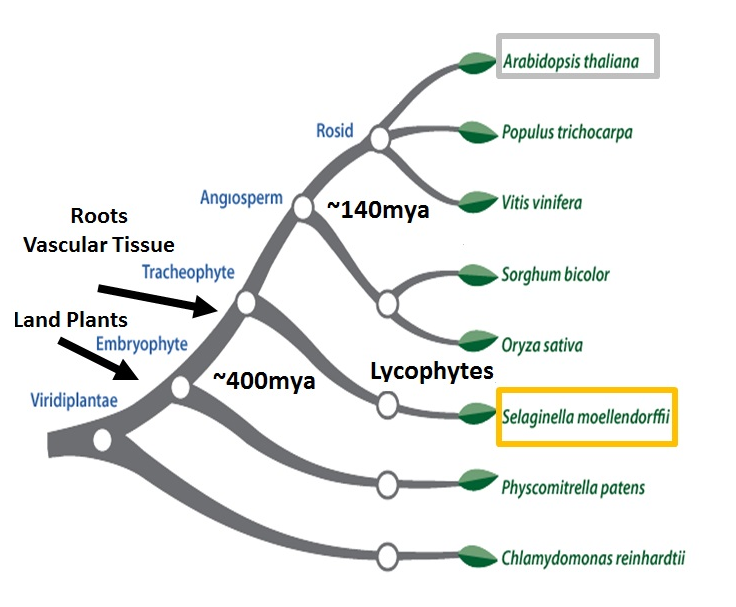 Arabidopsis thaliana
Rosid
Populus trichocarpa
Angiosperm
~140mya
Vitis vinifera
Roots
Vascular Tissue
Tracheophyte
Sorghum bicolor
Land Plants
Embryophyte
Oryza sativa
~400mya
Lycophytes
Viridiplantae
Selaginella moellendorffii
Physcomitrella patens
Chlamydomonas reinhardtii